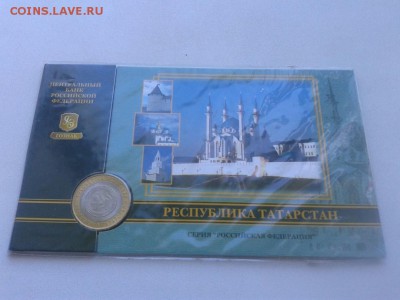 COINS.LAVE.RU
ЦЕНТРАЛЬНЫЙ
БАНК
РОССИЙСКОЙ
ФЕДЕРАЦИИ
РЕСПУБЛИКА ТАТАРСТАН
СЕРИЯ "РОССИЙСКАЯ ФЕДЕРАЦИЯ"